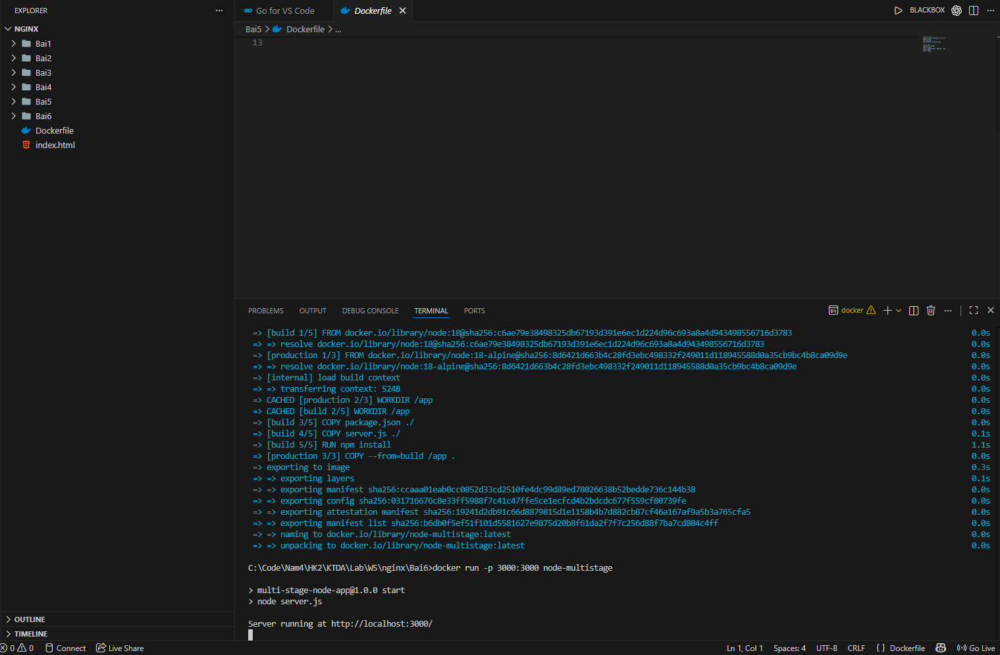 EXPLORER
NGINX
Bai1
Bai2
Bai3
Bai4
Bai5
Bai6
Dockerfile
index.html
OUTLINE
TIMELINE
Go for VS Code
Dockerfile
BLACKBOX
Bai5 > Dockerfile > ...
13
PROBLEMS OUTPUT DEBUG CONSOLE TERMINAL PORTS
docker
=> [build 1/5] FROM docker.io/library/node:18@sha256:c6ae79e38498325db67193d391e6ec1d224d96c693a8a4d943498556716d3783 0.0s
=> => resolve docker.io/library/node:18@sha256:c6ae79e38498325db67193d391e6ec1d224d96c693a8a4d943498556716d3783 0.0s
=> [production 1/3] FROM docker.io/library/node:18-alpine@sha256:8d6421d663b4c28fd3ebc498332f249011d118945588d0a35cb9bc4b8ca09d9e 0.0s
=> => resolve docker.io/library/node:18-alpine@sha256:8d6421d663b4c28fd3ebc498332f249011d118945588d0a35cb9bc4b8ca09d9e 0.0s
=> [internal] load build context 0.0s
=> => transferring context: 524B 0.0s
=> CACHED [production 2/3] WORKDIR /app 0.0s
=> CACHED [build 2/5] WORKDIR /app 0.0s
=> [build 3/5] COPY package.json ./ 0.0s
=> [build 4/5] COPY server.js ./ 0.1s
=> [build 5/5] RUN npm install 1.1s
=> [production 3/3] COPY --from=build /app . 0.0s
=> exporting to image 0.3s
=> => exporting layers 0.1s
=> => exporting manifest sha256:ccaaa01eab0cc0052d33cd2510fe4dc99d89ed78026638b52bedde736c144b38 0.0s
=> => exporting config sha256:031716676c8e33ff5988f7c41c47ffe5ce1ecfcd4b2bdcdc677f559cf80739fe 0.0s
=> => exporting attestation manifest sha256:19241d2db91c66d8879815d1e1158b4b7d882cb87cf46a167af9a5b3a765cfa5 0.0s
=> => exporting manifest list sha256:b6db0f5ef51f101d5581627e9875d20b8f61da2f7f7c256d88f7ba7cd804c4ff 0.0s
=> => naming to docker.io/library/node-multistage:latest 0.0s
=> => unpacking to docker.io/library/node-multistage:latest 0.0s
C:\Code\Nam4\HK2\KTDA\Lab\W5\nginx\Bai6>docker run -p 3000:3000 node-multistage
> multi-stage-node-app@1.0.0 start
> node server.js
Server running at http://localhost:3000/
0 0 Connect Live Share Ln 1, Col 1 Spaces: 4 UTF-8 CRLF { } Dockerfile Go Live